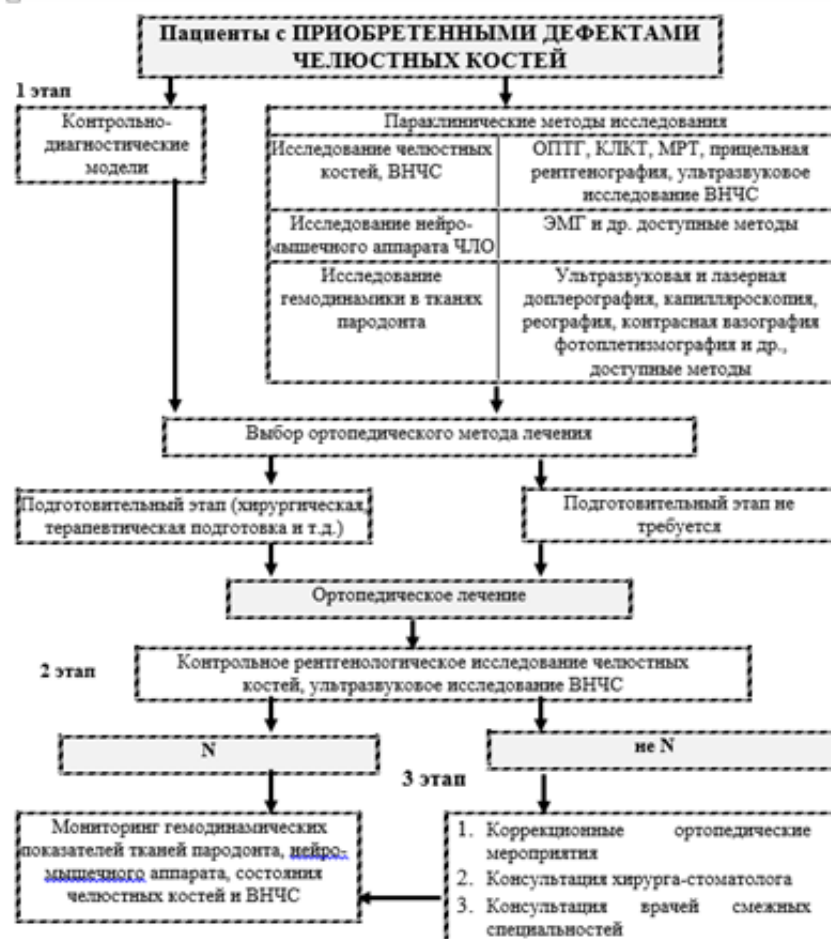 Пациенты с ПРИОБРЕТЕННЫМИ ДЕФЕКТАМИ
ЧЕЛЮСТНЫХ КОСТЕЙ
1 этап
Контрольно-
диагностические
модели
Параклинические методы исследования
Исследование челюстных
костей, ВНЧС
ОПТГ, КЛКТ, МРТ, прицельная
рентгенография, ультразвуковое
исследование ВНЧС
Исследование нейро-
мышечного аппарата ЧЛО
ЭМГ и др. доступные методы
Исследование
гемодинамики в тканях
пародонта
Ультразвуковая и лазерная
доплерография, капилляроскопия,
реография, контрасная вазография
фотоплетизмография и др.,
доступные методы
Выбор ортопедического метода лечения
Подготовительный этап (хирургическая,
терапевтическая подготовка и т.д.)
Подготовительный этап не
требуется
Ортопедическое лечение
2 этап
Контрольное рентгенологическое исследование челюстных
костей, ультразвуковое исследование ВНЧС
N
не N
3 этап
Мониторинг гемодинамических
показателей тканей пародонта, нейро-
мышечного аппарата, состояния
челюстных костей и ВНЧС
1. Коррекционные ортопедические
мероприятия
2. Консультация хирурга-стоматолога
3. Консультация врачей смежных
специальностей